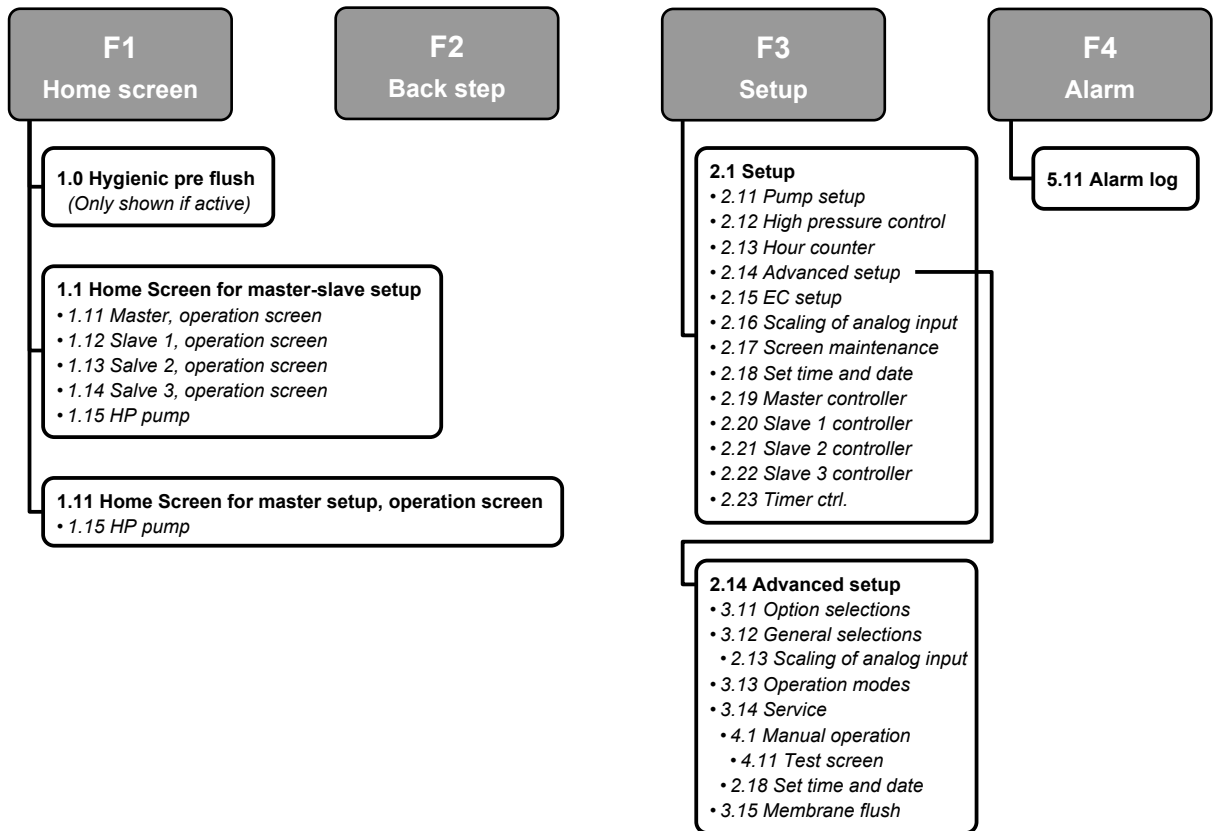 F1
Home screen
F2
Back step
F3
Setup
F4
Alarm
1.0 Hygienic pre flush
(Only shown if active)
1.1 Home Screen for master-slave setup
• 1.11 Master, operation screen
• 1.12 Slave 1, operation screen
• 1.13 Salve 2, operation screen
• 1.14 Salve 3, operation screen
• 1.15 HP pump
1.11 Home Screen for master setup, operation screen
• 1.15 HP pump
2.1 Setup
• 2.11 Pump setup
• 2.12 High pressure control
• 2.13 Hour counter
• 2.14 Advanced setup
• 2.15 EC setup
• 2.16 Scaling of analog input
• 2.17 Screen maintenance
• 2.18 Set time and date
• 2.19 Master controller
• 2.20 Slave 1 controller
• 2.21 Slave 2 controller
• 2.22 Slave 3 controller
• 2.23 Timer ctrl.
2.14 Advanced setup
• 3.11 Option selections
• 3.12 General selections
• 2.13 Scaling of analog input
• 3.13 Operation modes
• 3.14 Service
• 4.1 Manual operation
• 4.11 Test screen
• 2.18 Set time and date
• 3.15 Membrane flush
5.11 Alarm log